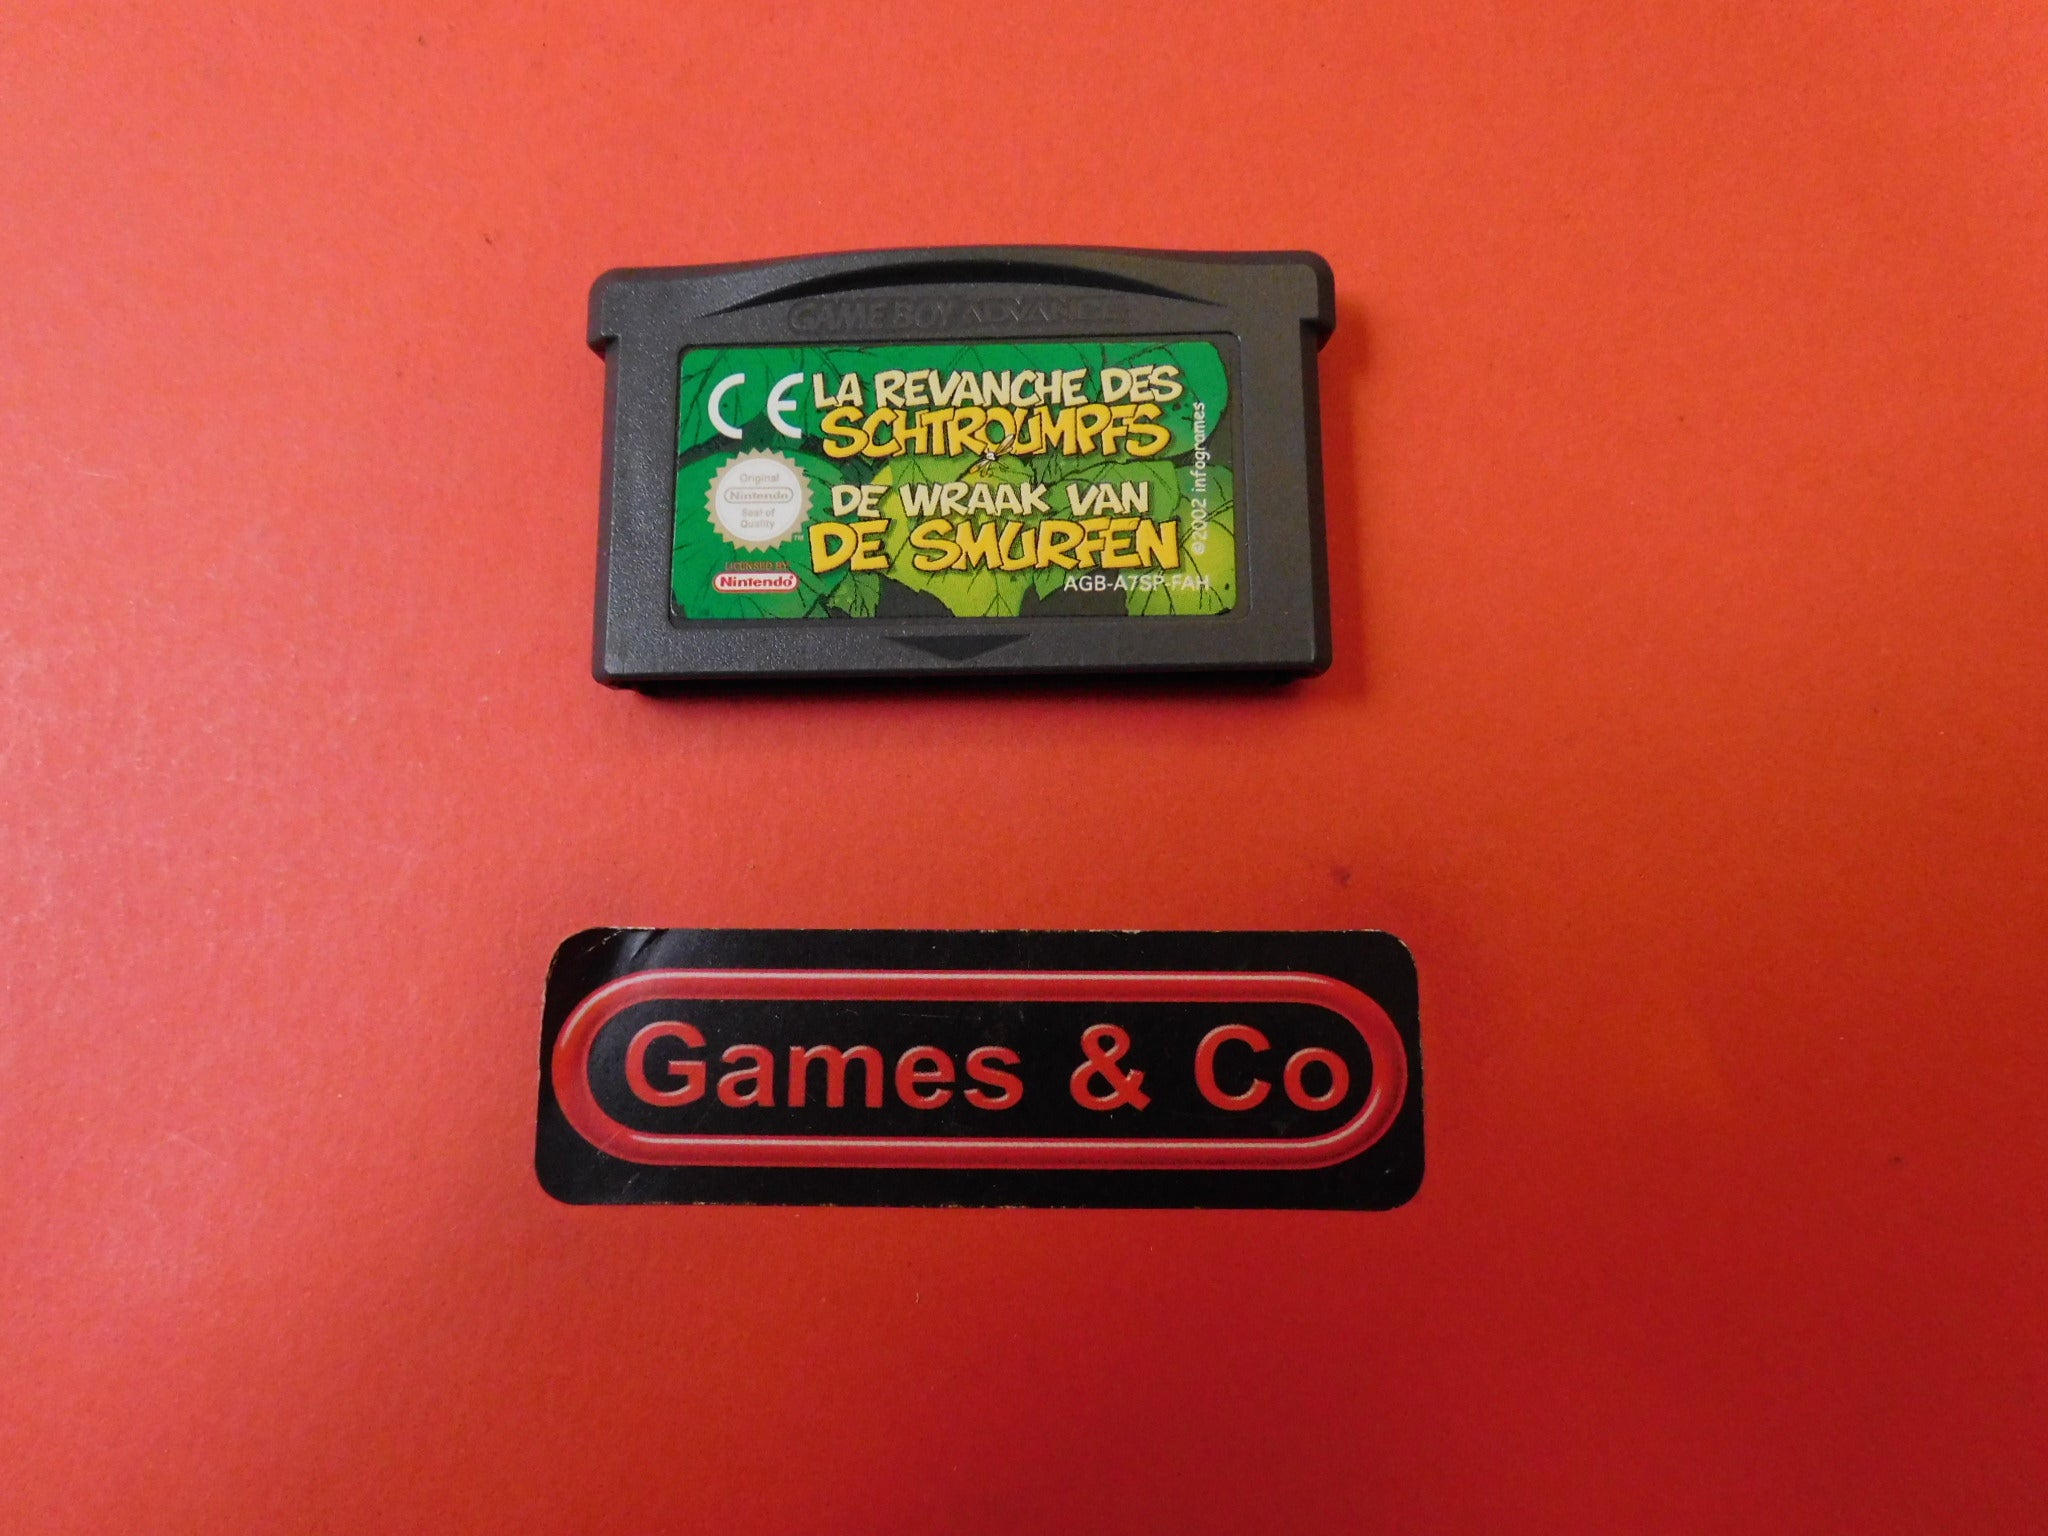 GAME BOY ADVANCE
CE
LA REVANCHE DES
SCHTROUMPFS
Original
Nintendo
Seal of
Quality
TM
DE WRAAK VAN
DE SMURFEN
©2002 infogrames
LICENSED BY
Nintendo®
AGB-A7SP-FAH
Games & Co